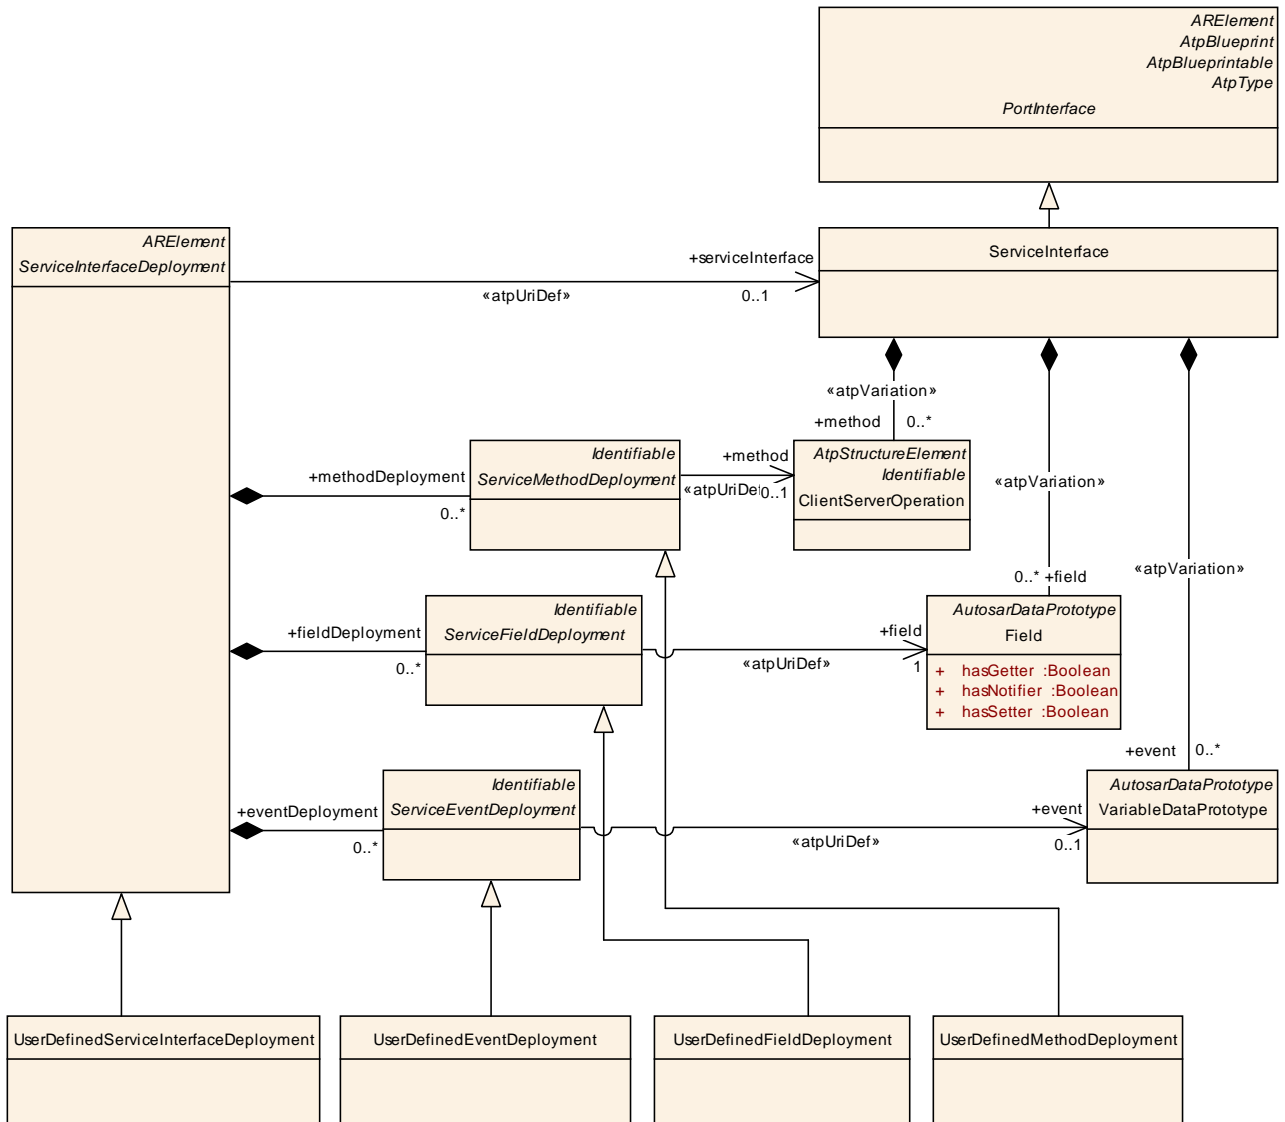 ARElement
AtpBlueprint
AtpBlueprintable
AtpType
PortInterface
ARElement
ServiceInterfaceDeployment
+serviceInterface
«atpUriDef»
0..1
ServiceInterface
«atpVariation»
+method
0..*
+methodDeployment
0..*
Identifiable
ServiceMethodDeployment
+method
«atpUriDef
0..1
AtpStructureElement
Identifiable
ClientServerOperation
«atpVariation»
0..*
+field
«atpVariation»
+fieldDeployment
0..*
Identifiable
ServiceFieldDeployment
+field
«atpUriDef»
1
AutosarDataPrototype
Field
+ hasGetter :Boolean
+ hasNotifier :Boolean
+ hasSetter :Boolean
+event
0..*
+eventDeployment
0..*
Identifiable
ServiceEventDeployment
+event
«atpUriDef»
0..1
AutosarDataPrototype
VariableDataPrototype
UserDefinedServiceInterfaceDeployment
UserDefinedEventDeployment
UserDefinedFieldDeployment
UserDefinedMethodDeployment